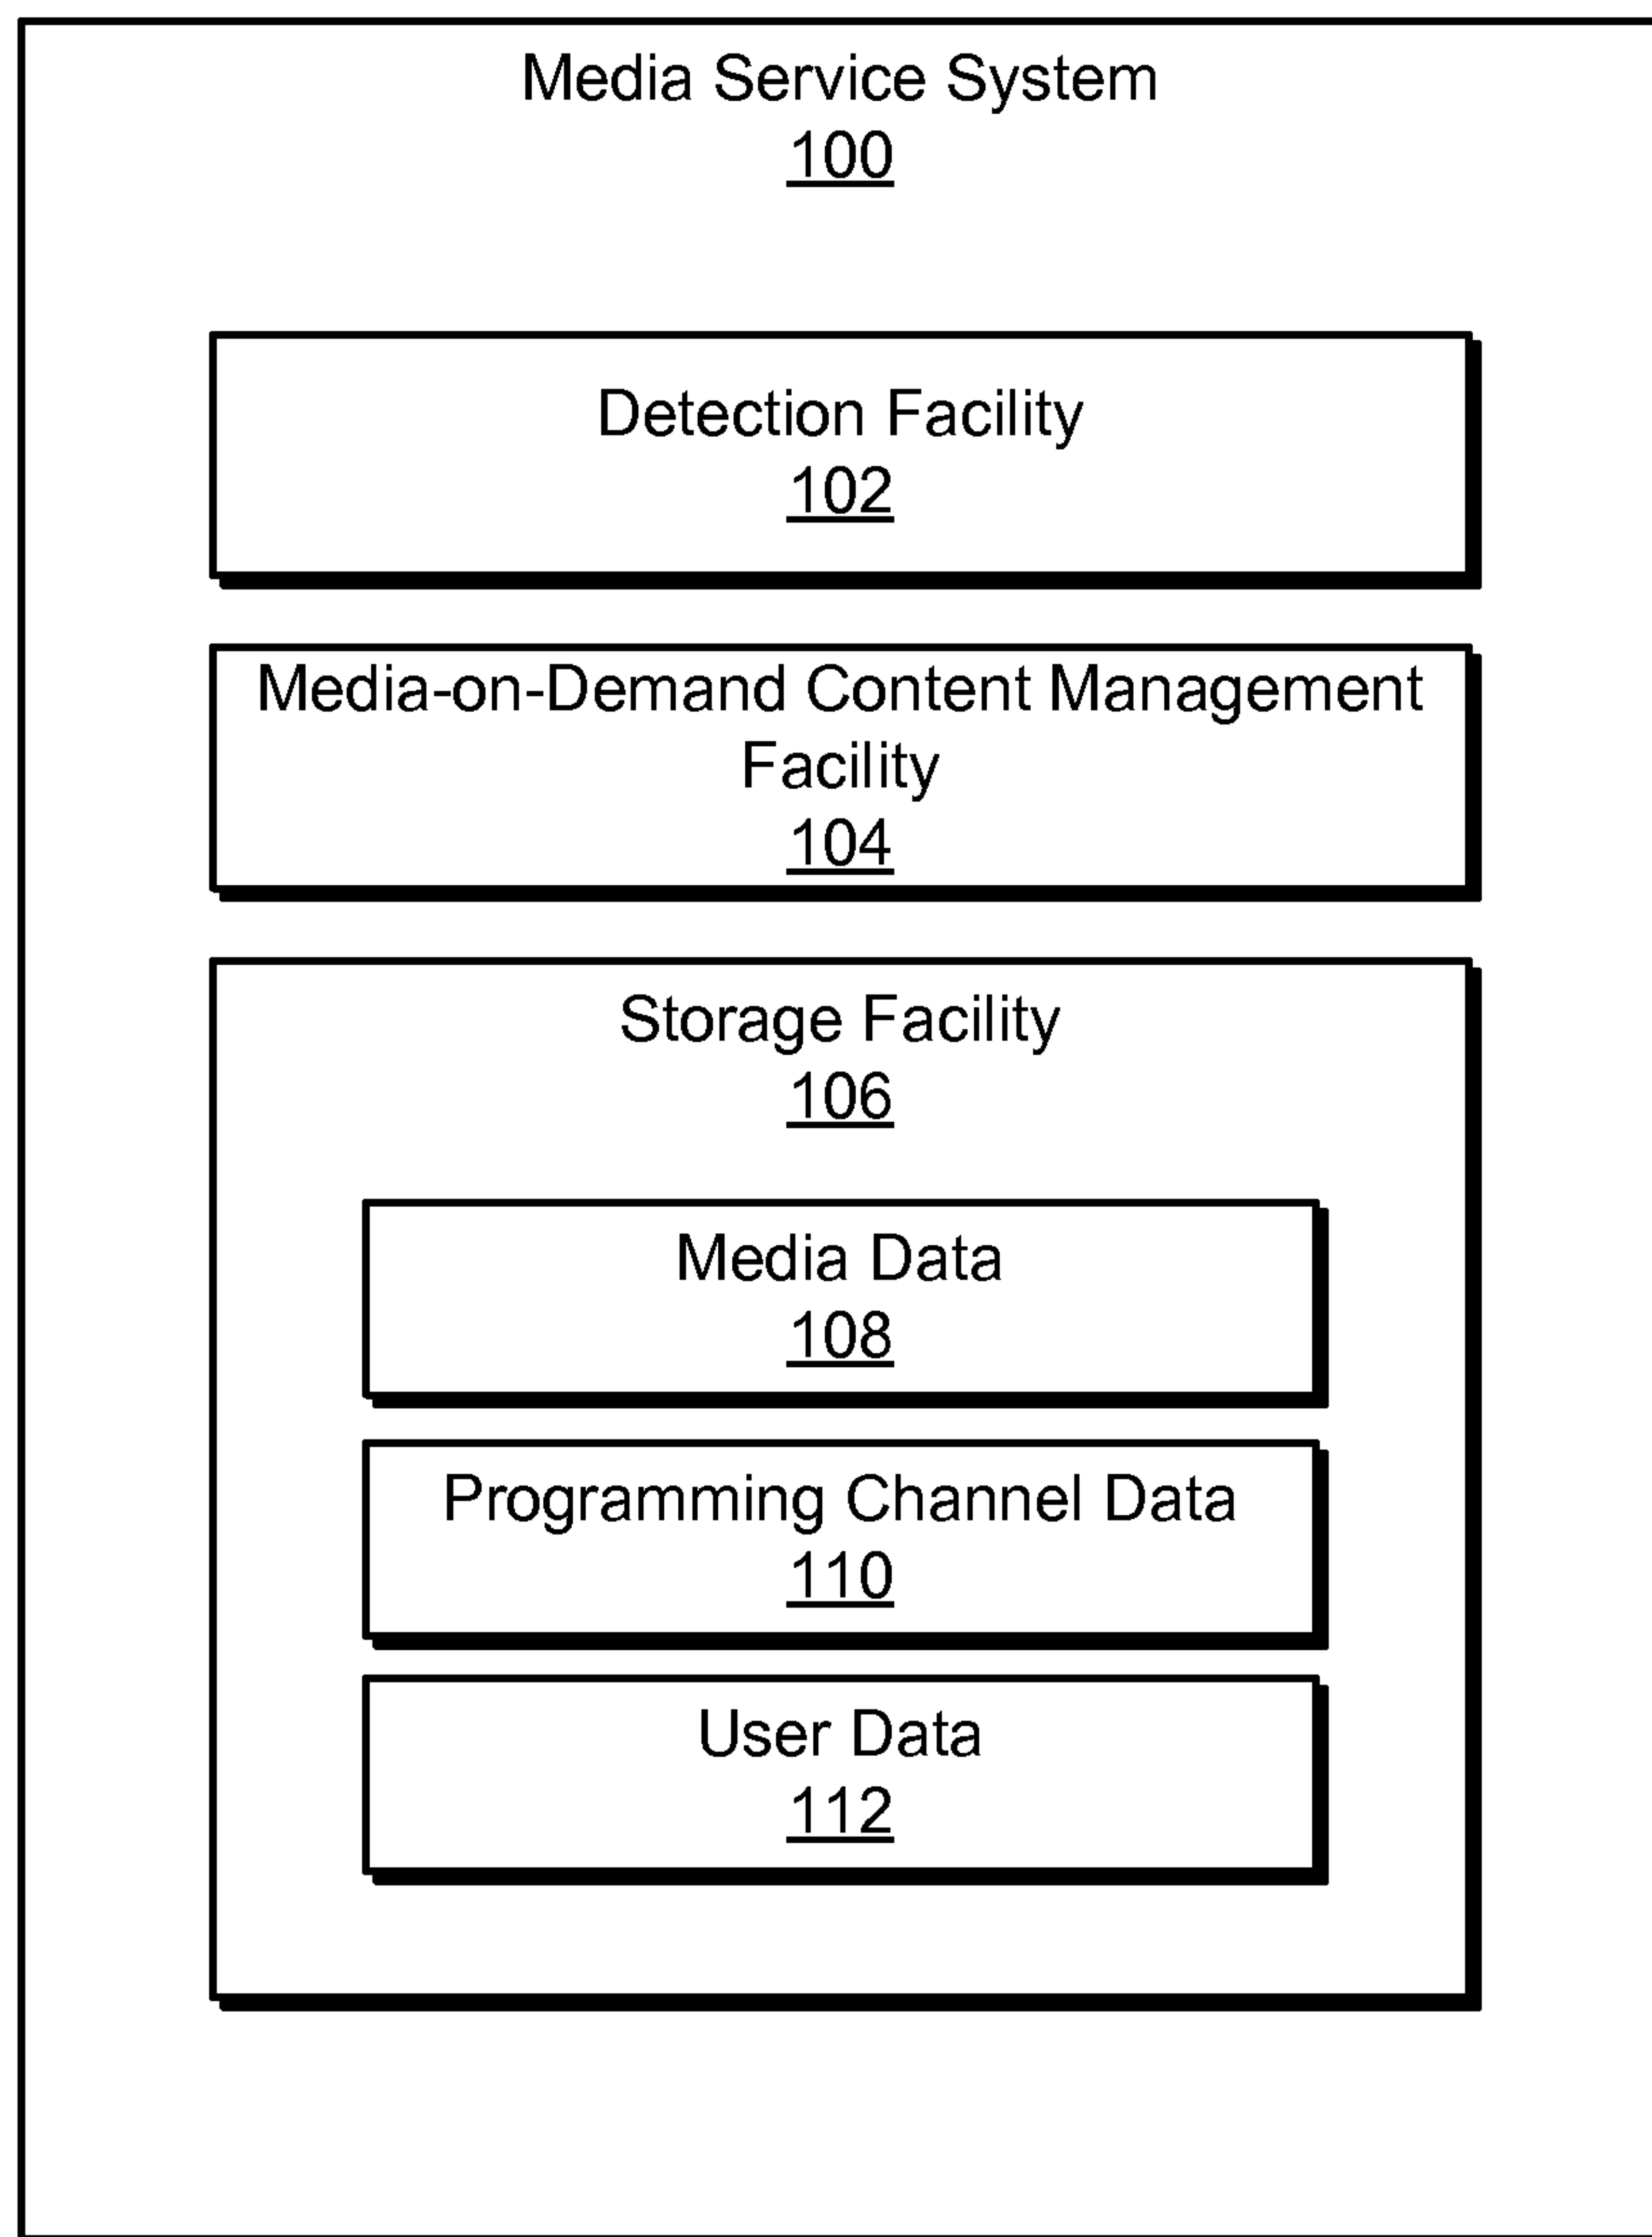 Media Service System
100
Detection Facility
102
Media-on-Demand Content Management
Facility
104
Storage Facility
106
Media Data
108
Programming Channel Data
110
User Data
112